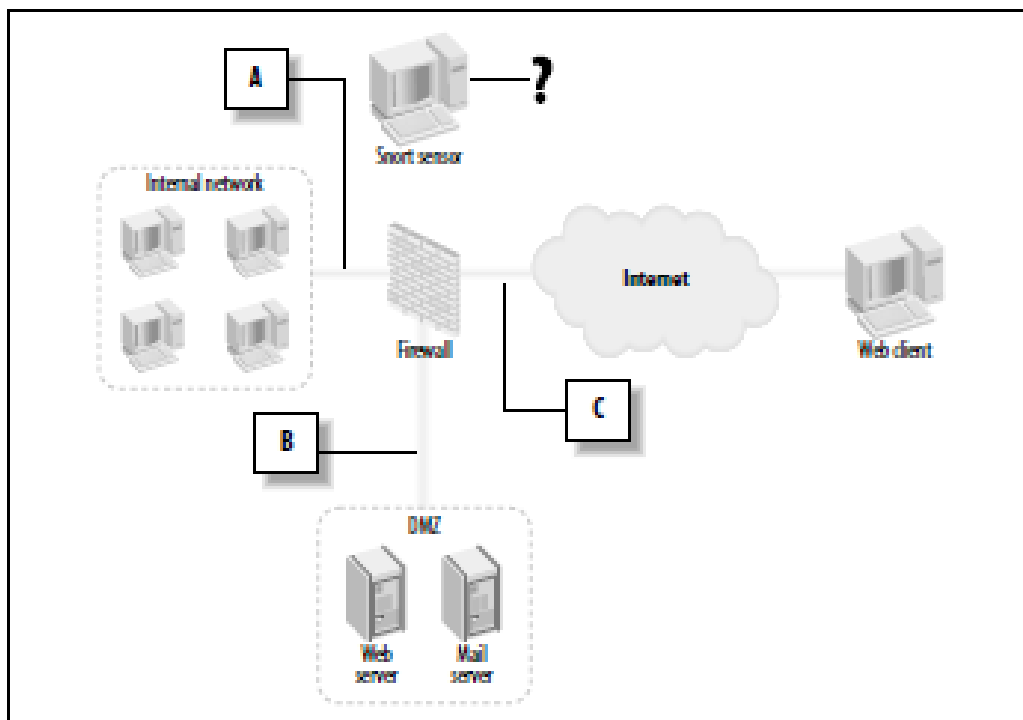 A
?
Snort sensor
Internal network
Internet
Firewall
Web client
C
B
DMZ
Web
server
Mail
server